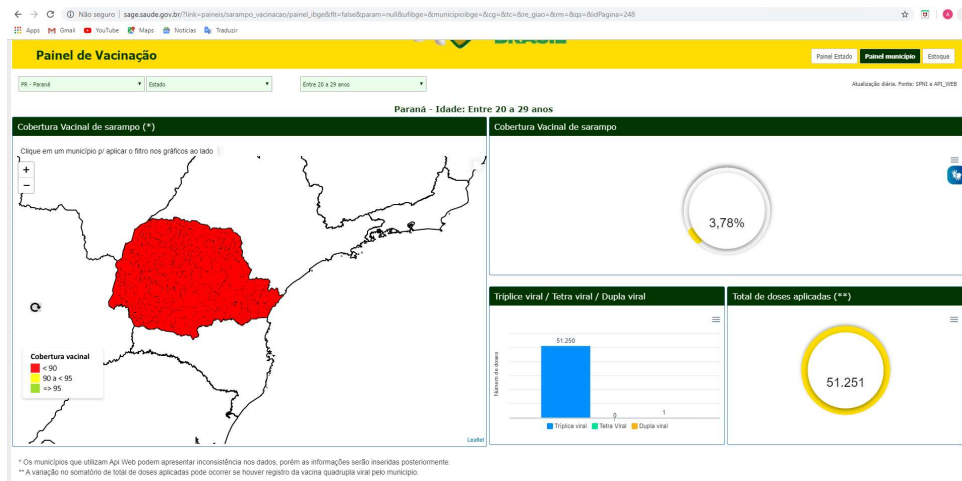 Não seguro | sage.saude.gov.br/?link=paineis/sarampo_vacinacao/painel_ibge&flt=false&param=null&ufibge=&municipioibge=&cg=&tc=&re_giao=&rm=&qs=&idPagina=248
Apps M Gmail YouTube Maps Notícias Traduzir
BRASIL
Painel de Vacinação
Painel Estado Painel município Estoque
PR - Paraná Estado Entre 20 a 29 anos
Atualização diária. Fonte: SPNI e API_WEB
Paraná - Idade: Entre 20 a 29 anos
Cobertura Vacinal de sarampo (*)
Clique em um município p/ aplicar o filtro nos gráficos ao lado
+
−
Cobertura vacinal
< 90
90 a < 95
=> 95
Leaflet
Cobertura Vacinal de sarampo
3,78%
Tríplice viral / Tetra viral / Dupla viral
Número de doses
51.250
0
1
Tríplice viral Tetra Viral Dupla viral
Total de doses aplicadas (**)
51.251
* Os municípios que utilizam Api Web podem apresentar inconsistência nos dados, porém as informações serão inseridas posteriormente.
** A variação no somatório de total de doses aplicadas pode ocorrer se houver registro da vacina quadrupla viral pelo municipio.